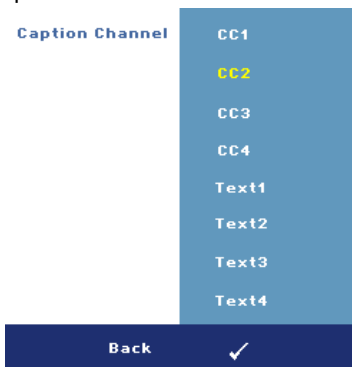 Caption Channel CC1
CC2
CC3
CC4
Text1
Text2
Text3
Text4
Back ✓